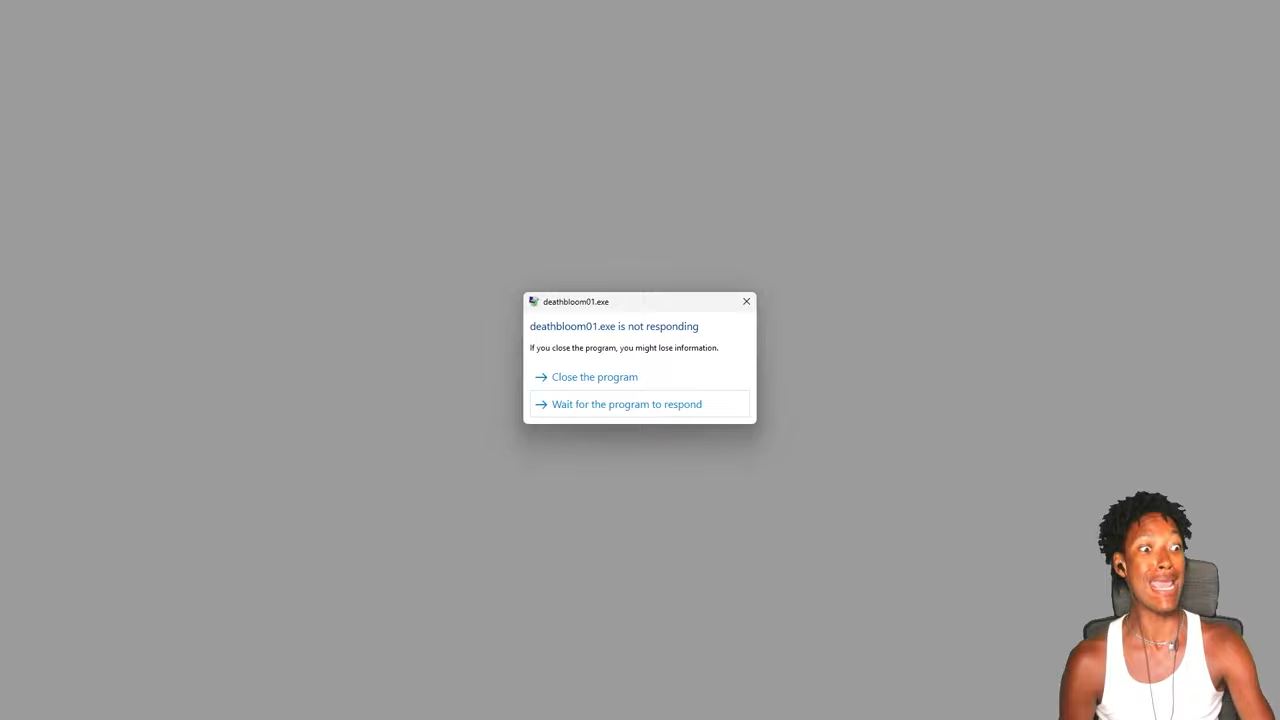 deathbloom01.exe
deathbloom01.exe is not responding
If you close the program, you might lose information.
Close the program
Wait for the program to respond